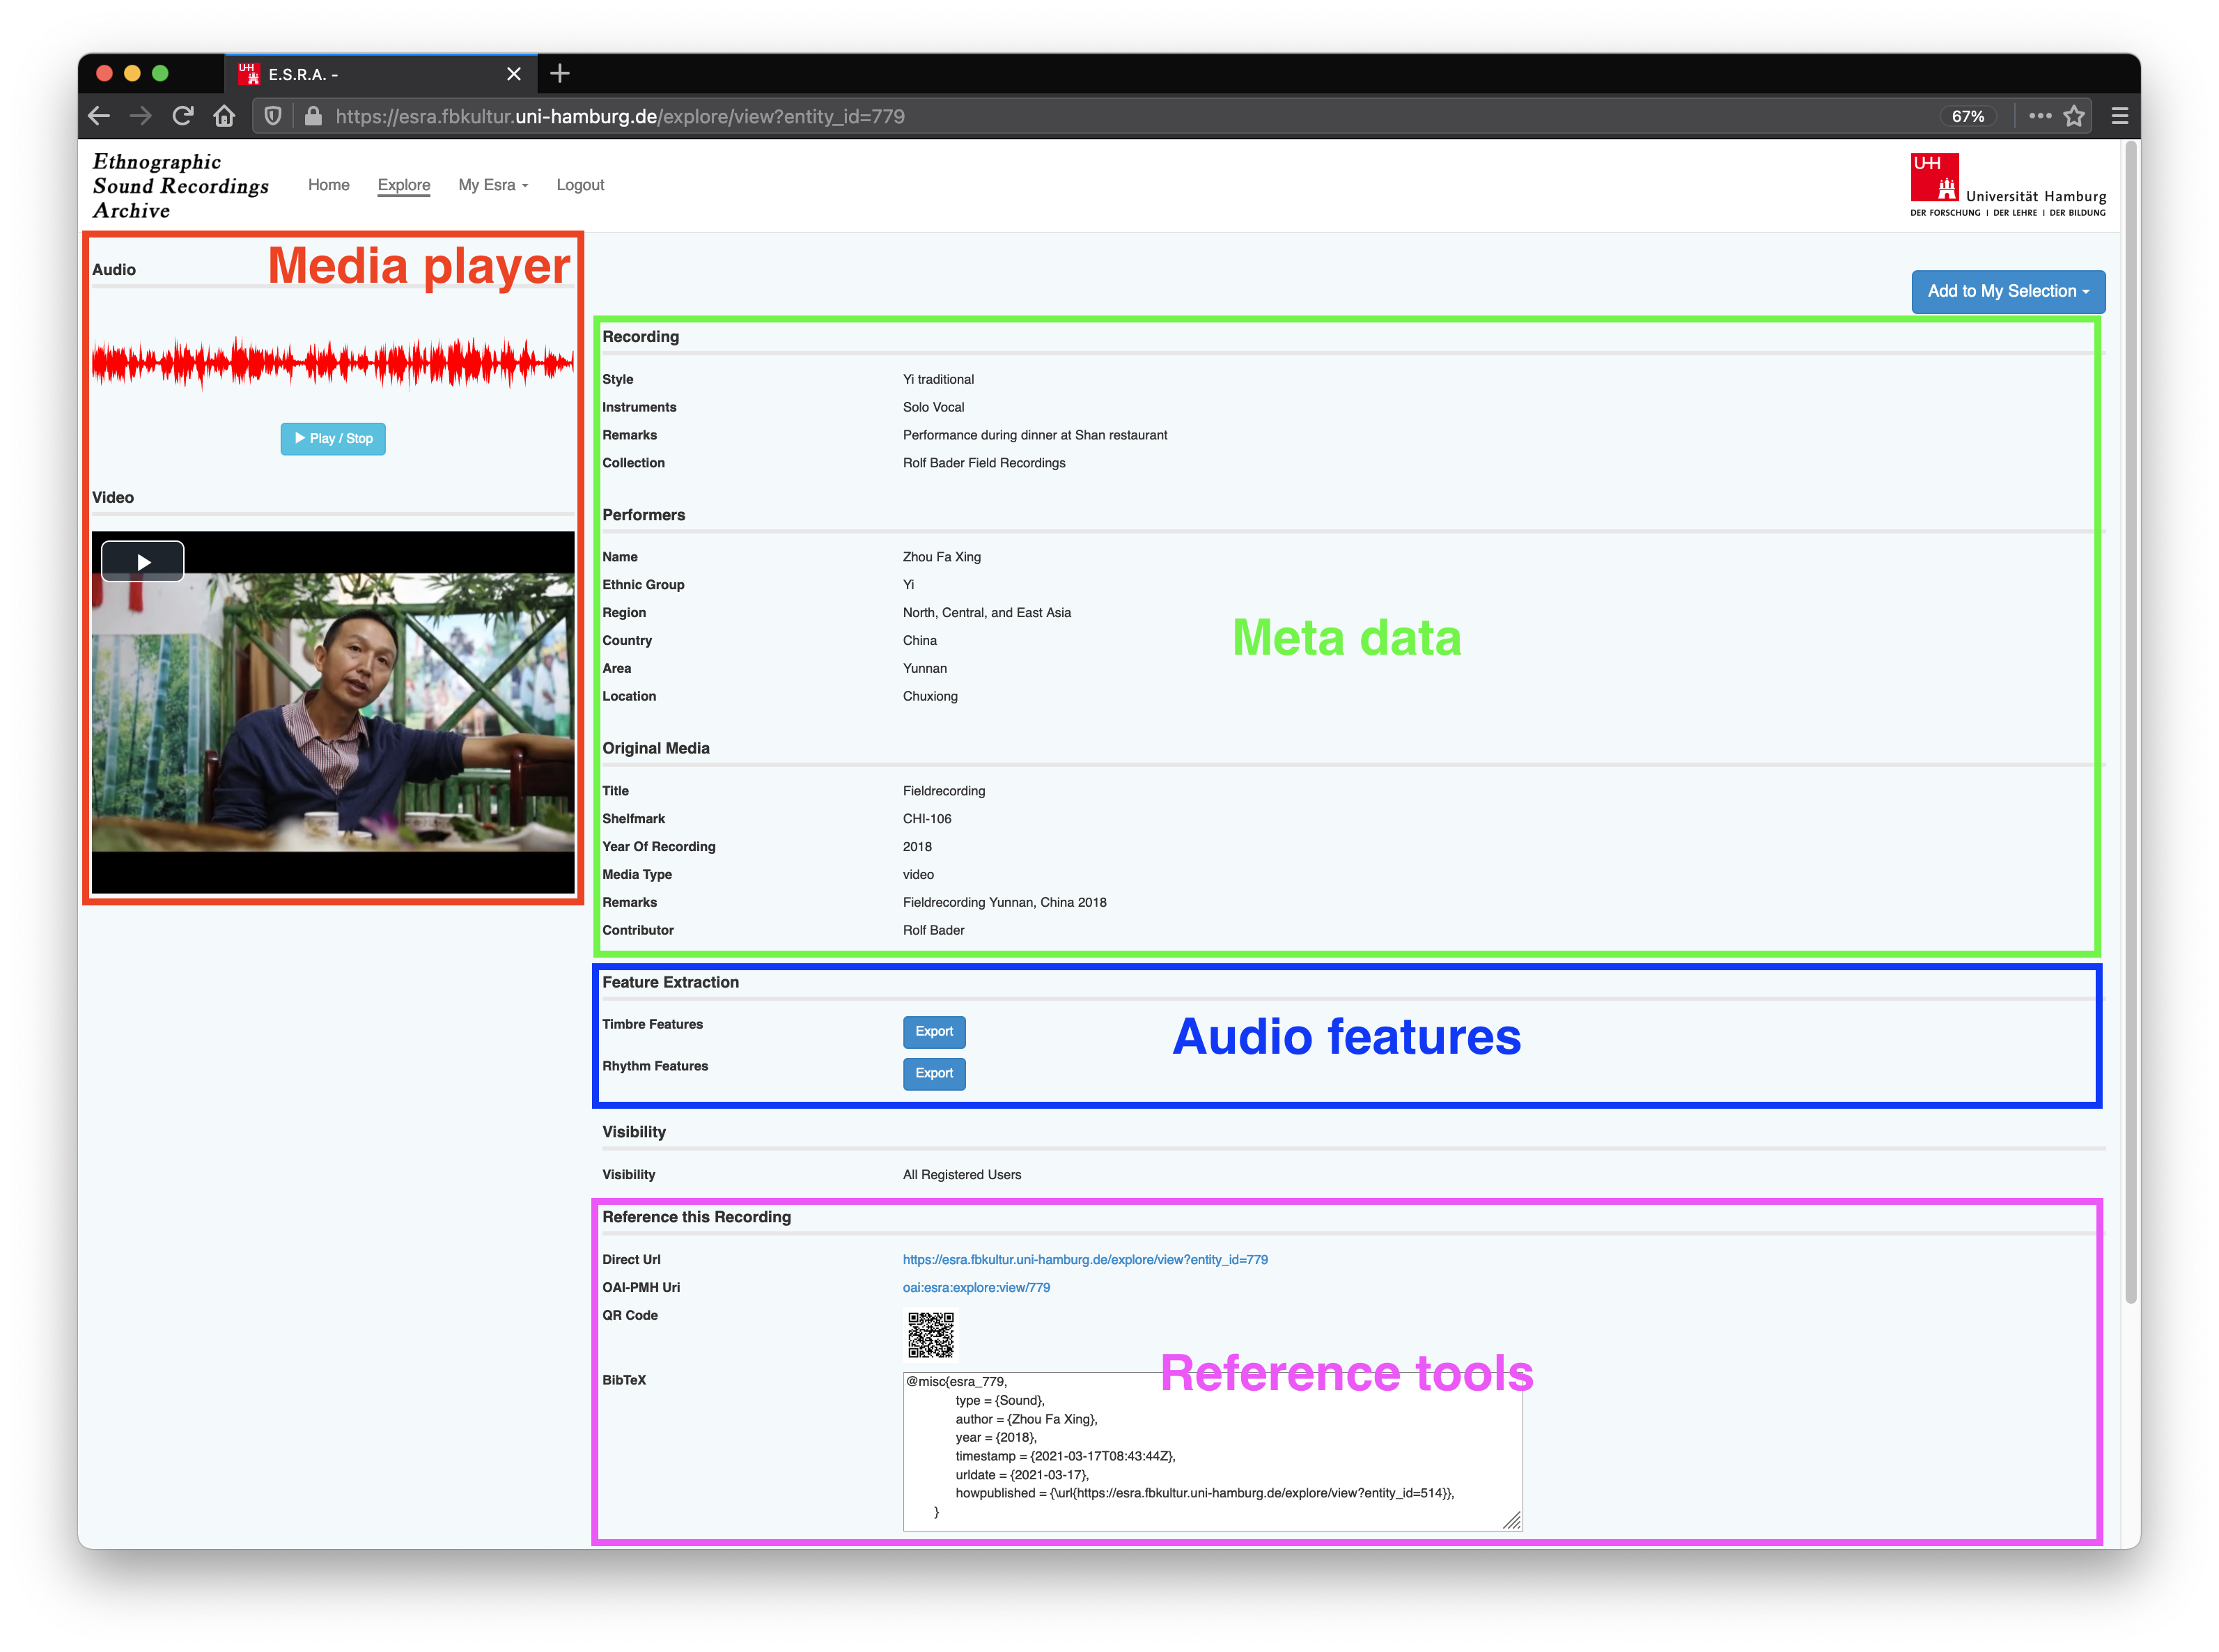 UHH
E.S.R.A. -
https://esra.fbkultur.uni-hamburg.de/explore/view?entity_id=779
67%
Ethnographic
Sound Recordings
Archive
Home
Explore
My Esra
Logout
UHH
Universität Hamburg
DER FORSCHUNG | DER LEHRE | DER BILDUNG
Media player
Audio
Play / Stop
Video
Add to My Selection
Recording
Style Yi traditional
Instruments Solo Vocal
Remarks Performance during dinner at Shan restaurant
Collection Rolf Bader Field Recordings
Performers
Name Zhou Fa Xing
Ethnic Group Yi
Region North, Central, and East Asia
Country China
Area Yunnan
Location Chuxiong
Meta data
Original Media
Title Fieldrecording
Shelfmark CHI-106
Year Of Recording 2018
Media Type video
Remarks Fieldrecording Yunnan, China 2018
Contributor Rolf Bader
Feature Extraction
Timbre Features Export
Rhythm Features Export
Audio features
Visibility
Visibility All Registered Users
Reference this Recording
Direct Url https://esra.fbkultur.uni-hamburg.de/explore/view?entity_id=779
OAI-PMH Uri oai:esra:explore:view/779
QR Code
Reference tools
BibTeX
@misc{esra_779,
type = {Sound},
author = {Zhou Fa Xing},
year = {2018},
timestamp = {2021-03-17T08:43:44Z},
urldate = {2021-03-17},
howpublished = {\url{https://esra.fbkultur.uni-hamburg.de/explore/view?entity_id=514}},
}